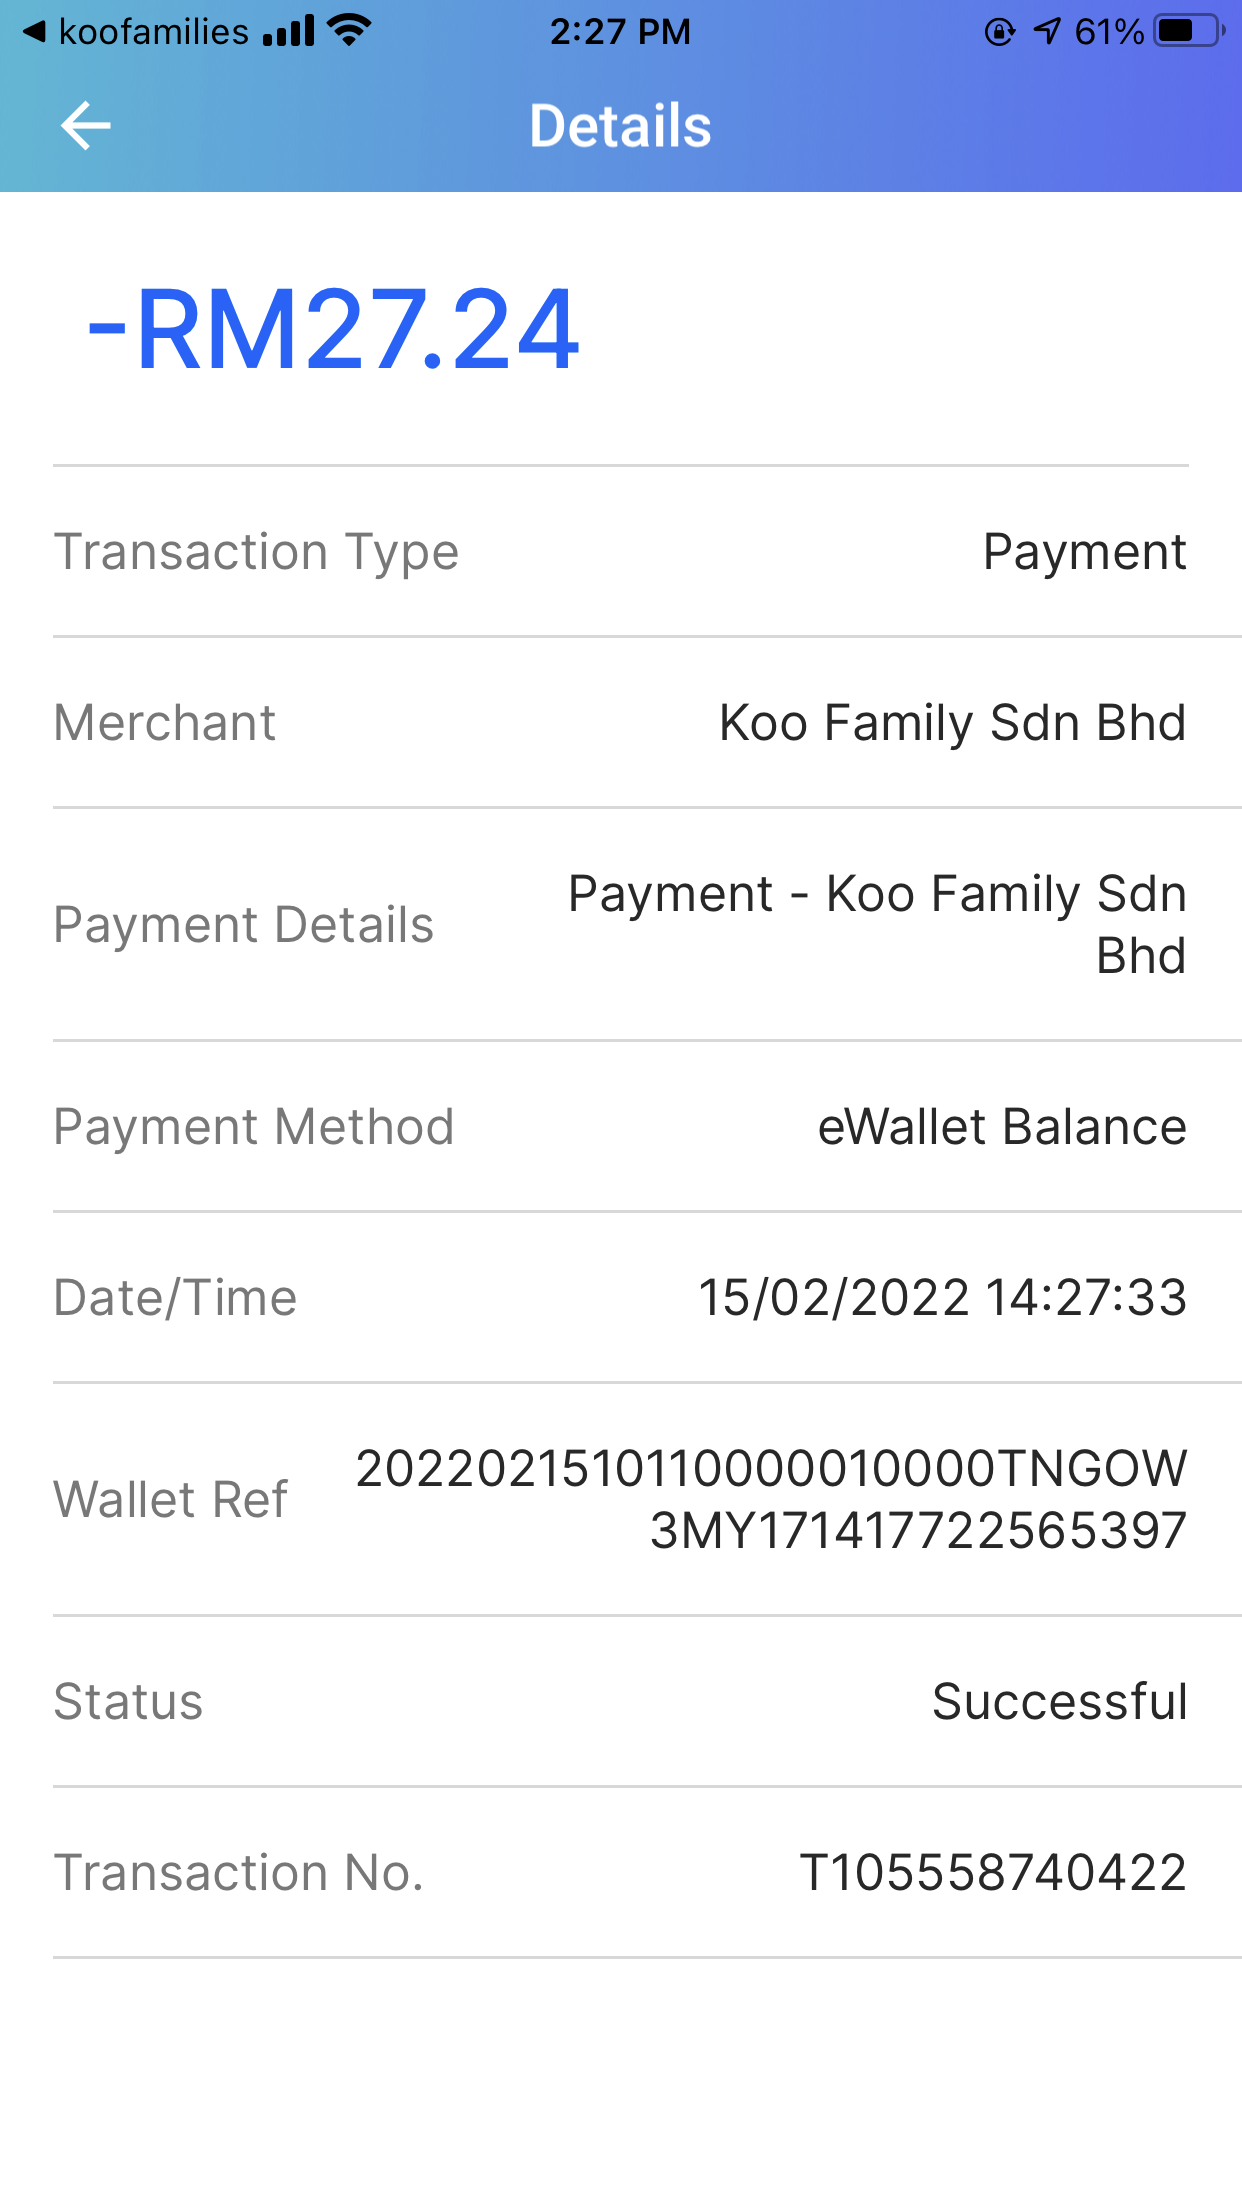 koofamilies 2:27 PM 61%
Details
-RM27.24
Transaction Type Payment
Merchant Koo Family Sdn Bhd
Payment Details Payment - Koo Family Sdn
Bhd
Payment Method eWallet Balance
Date/Time 15/02/2022 14:27:33
Wallet Ref 20220215101100000010000TNGOW
3MY171417722565397
Status Successful
Transaction No. T105558740422